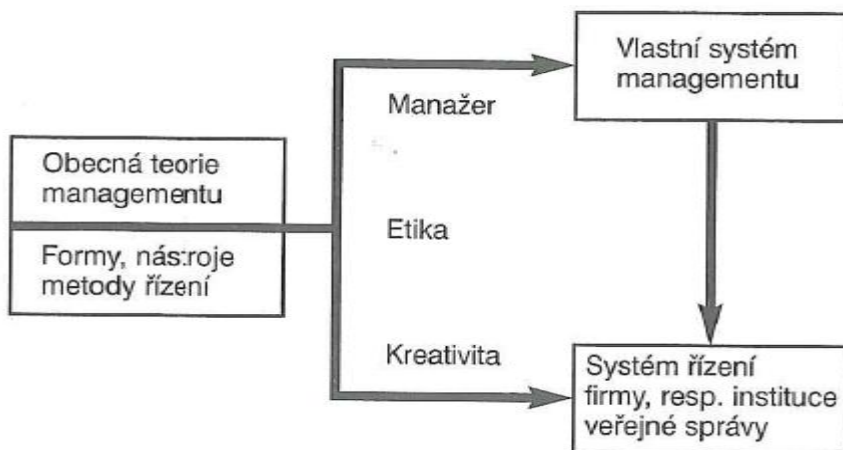 Obecná teorie
managementu
Formy, nástroje
metody řízení
Manažer
Etika
Kreativita
Vlastní systém
managementu
Systém řízení
firmy, resp. instituce
veřejné správy